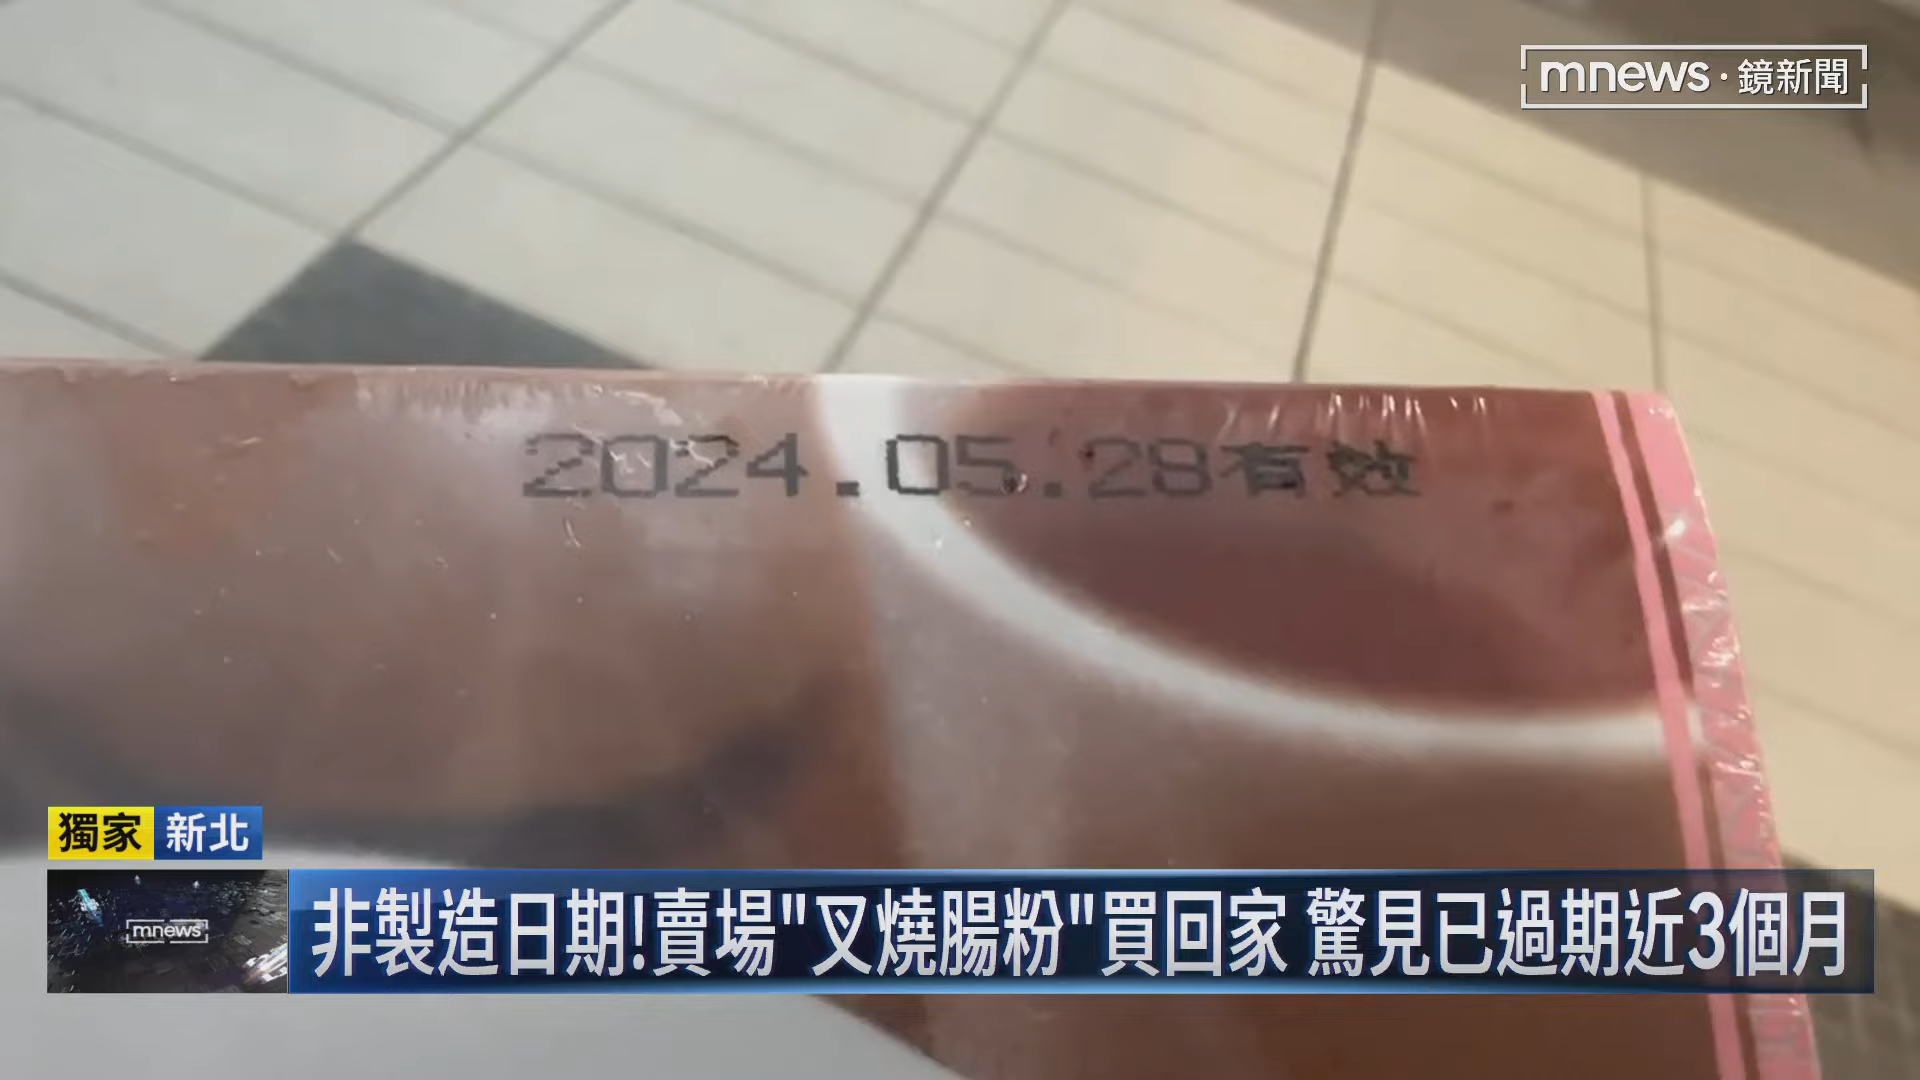 mnews·鏡新聞
2024.05.28有效
獨家 新北
mnews
非製造日期!賣場"叉燒腸粉"買回家 驚見已過期近3個月